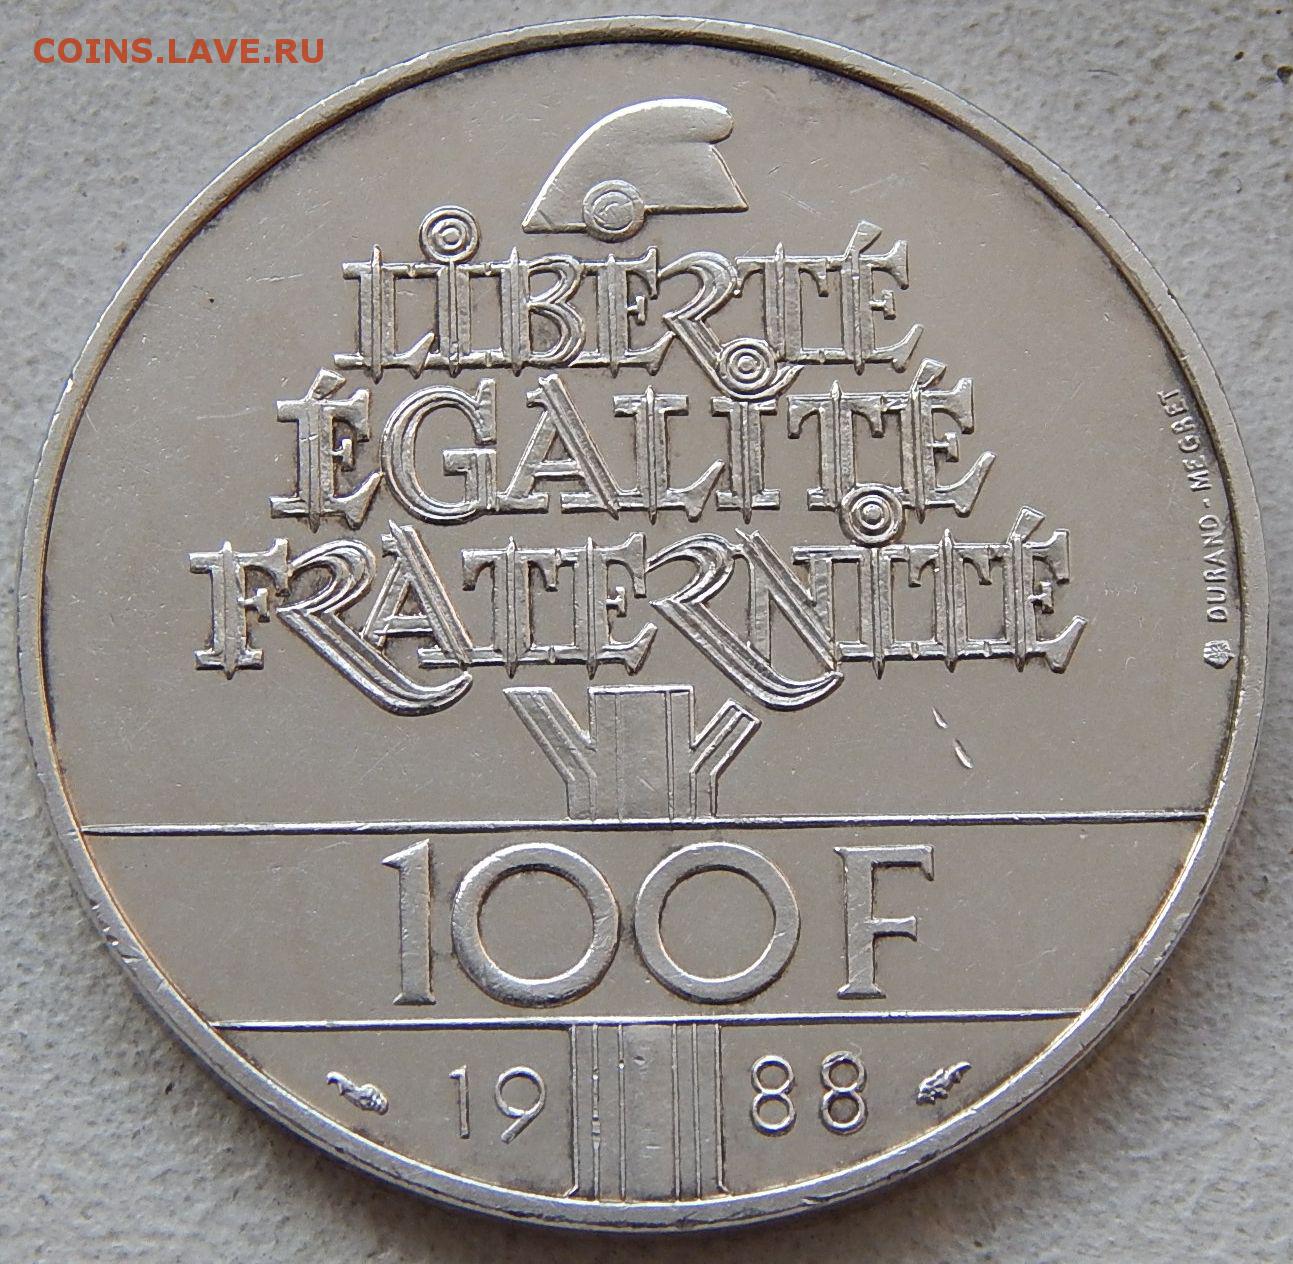 COINS.LAVE.RU
LIBERTÉ
ÉGALITÉ
FRATERNITÉ
DURAND · MEGRET
100 F
1988